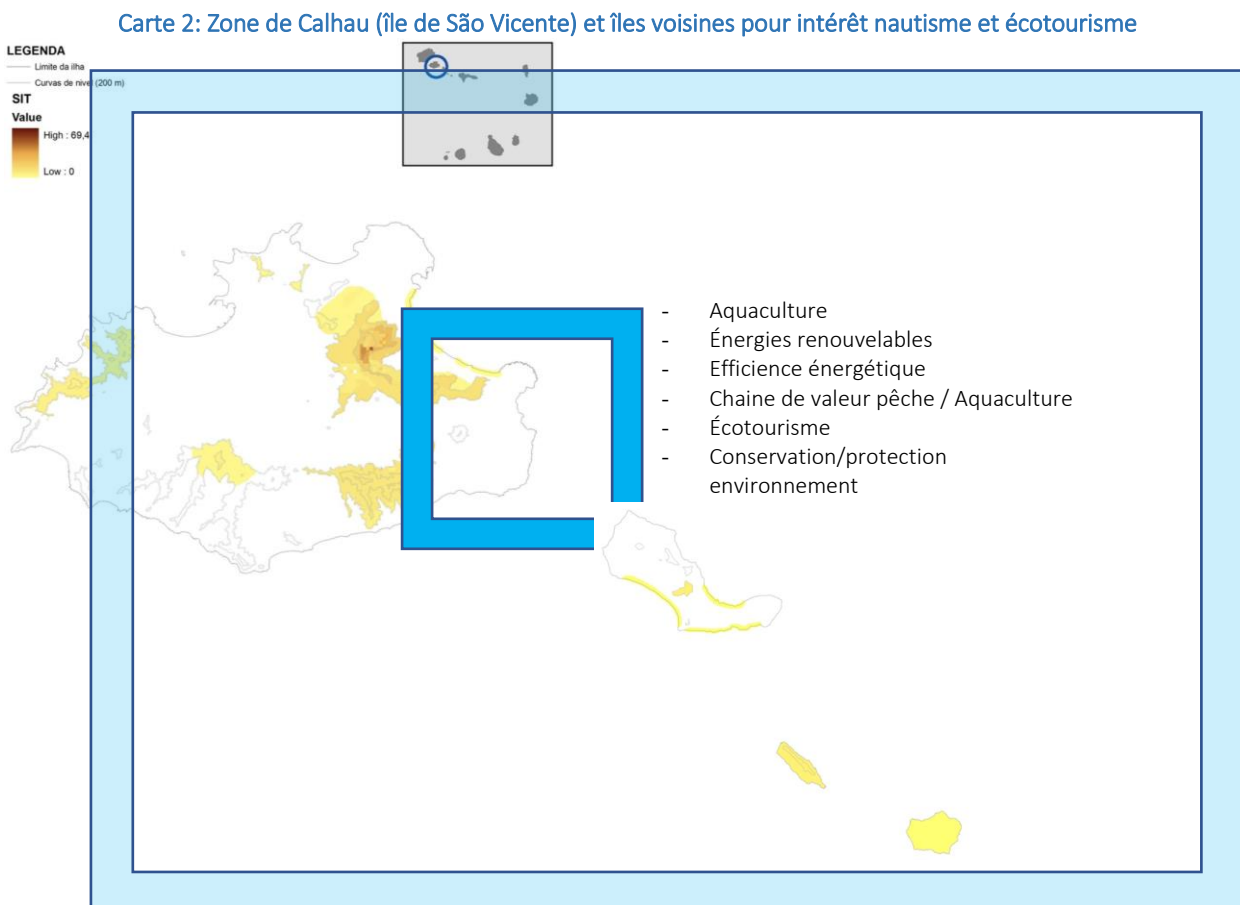 Carte 2: Zone de Calhau (île de São Vicente) et îles voisines pour intérêt nautisme et écotourisme
LEGENDA
Limite da ilha
Curvas de nivel (200 m)
SIT
Value
High : 69,4
Low : 0
- Aquaculture
- Énergies renouvelables
- Efficience énergétique
- Chaine de valeur pêche / Aquaculture
- Écotourisme
- Conservation/protection
environnement